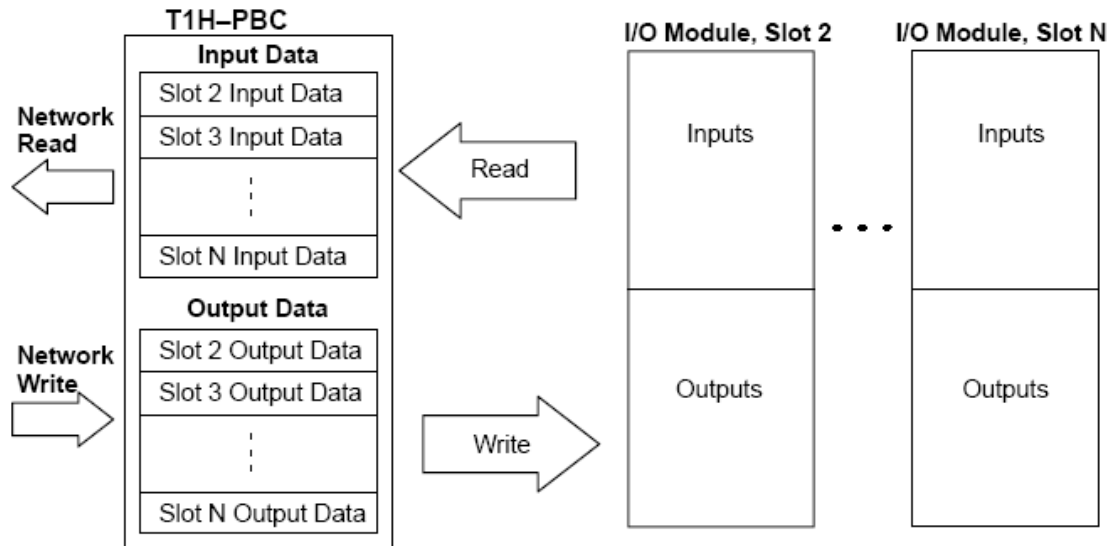 T1H–PBC
Input Data
Slot 2 Input Data
Slot 3 Input Data
Slot N Input Data
Output Data
Slot 2 Output Data
Slot 3 Output Data
Slot N Output Data
Network
Read
Network
Write
Read
Write
I/O Module, Slot 2
Inputs
Outputs
I/O Module, Slot N
Inputs
Outputs